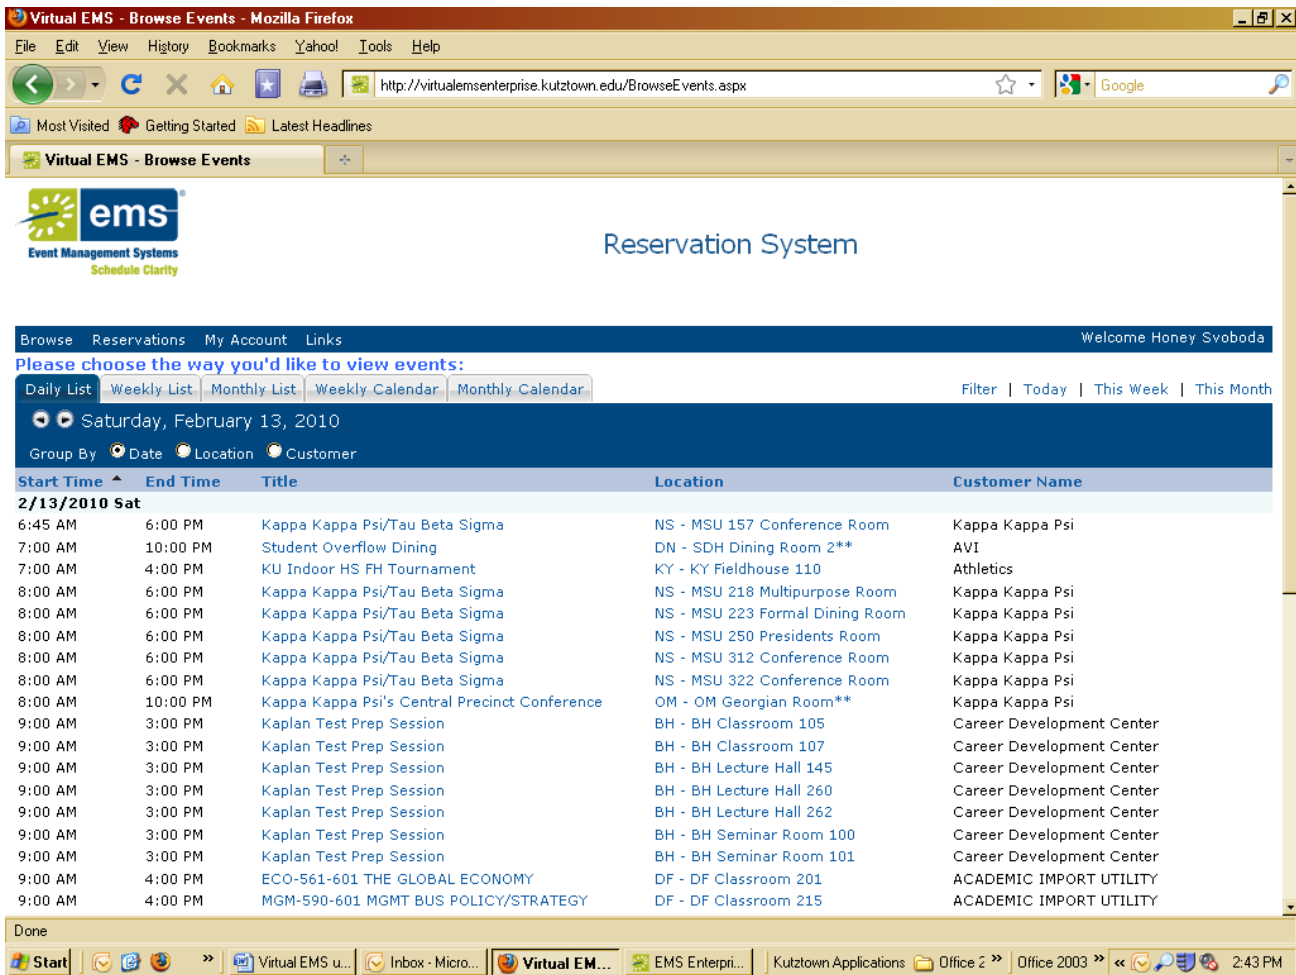 Virtual EMS - Browse Events - Mozilla Firefox
File Edit View History Bookmarks Yahoo! Tools Help
http://virtualemsenterprise.kutztown.edu/BrowseEvents.aspx Google
Most Visited Getting Started Latest Headlines
Virtual EMS - Browse Events
ems®
Event Management Systems
Schedule Clarity
Reservation System
Browse Reservations My Account Links Welcome Honey Svoboda
Please choose the way you'd like to view events:
Daily List Weekly List Monthly List Weekly Calendar Monthly Calendar Filter | Today | This Week | This Month
Saturday, February 13, 2010
Group By Date Location Customer
Start Time End Time Title Location Customer Name
2/13/2010 Sat
6:45 AM 6:00 PM Kappa Kappa Psi/Tau Beta Sigma NS - MSU 157 Conference Room Kappa Kappa Psi
7:00 AM 10:00 PM Student Overflow Dining DN - SDH Dining Room 2** AVI
7:00 AM 4:00 PM KU Indoor HS FH Tournament KY - KY Fieldhouse 110 Athletics
8:00 AM 6:00 PM Kappa Kappa Psi/Tau Beta Sigma NS - MSU 218 Multipurpose Room Kappa Kappa Psi
8:00 AM 6:00 PM Kappa Kappa Psi/Tau Beta Sigma NS - MSU 223 Formal Dining Room Kappa Kappa Psi
8:00 AM 6:00 PM Kappa Kappa Psi/Tau Beta Sigma NS - MSU 250 Presidents Room Kappa Kappa Psi
8:00 AM 6:00 PM Kappa Kappa Psi/Tau Beta Sigma NS - MSU 312 Conference Room Kappa Kappa Psi
8:00 AM 6:00 PM Kappa Kappa Psi/Tau Beta Sigma NS - MSU 322 Conference Room Kappa Kappa Psi
8:00 AM 10:00 PM Kappa Kappa Psi's Central Precinct Conference OM - OM Georgian Room** Kappa Kappa Psi
9:00 AM 3:00 PM Kaplan Test Prep Session BH - BH Classroom 105 Career Development Center
9:00 AM 3:00 PM Kaplan Test Prep Session BH - BH Classroom 107 Career Development Center
9:00 AM 3:00 PM Kaplan Test Prep Session BH - BH Lecture Hall 145 Career Development Center
9:00 AM 3:00 PM Kaplan Test Prep Session BH - BH Lecture Hall 260 Career Development Center
9:00 AM 3:00 PM Kaplan Test Prep Session BH - BH Lecture Hall 262 Career Development Center
9:00 AM 3:00 PM Kaplan Test Prep Session BH - BH Seminar Room 100 Career Development Center
9:00 AM 3:00 PM Kaplan Test Prep Session BH - BH Seminar Room 101 Career Development Center
9:00 AM 4:00 PM ECO-561-601 THE GLOBAL ECONOMY DF - DF Classroom 201 ACADEMIC IMPORT UTILITY
9:00 AM 4:00 PM MGM-590-601 MGMT BUS POLICY/STRATEGY DF - DF Classroom 215 ACADEMIC IMPORT UTILITY
Done
Start » Virtual EMS u... Inbox - Micro... Virtual EM... EMS Enterpri... Kutztown Applications Office 2 » Office 2003 » « 2:43 PM